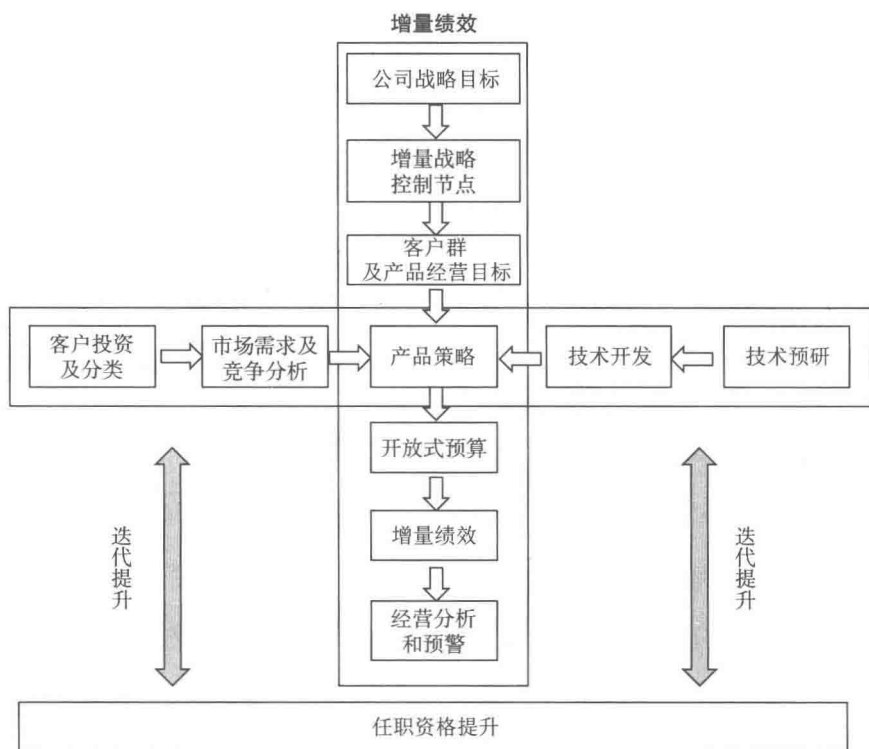 增量绩效
公司战略目标
增量战略
控制节点
客户群
及产品经营目标
客户投资
及分类
市场需求及
竞争分析
产品策略
技术开发
技术预研
开放式预算
增量绩效
经营分析
和预警
迭代提升
迭代提升
任职资格提升